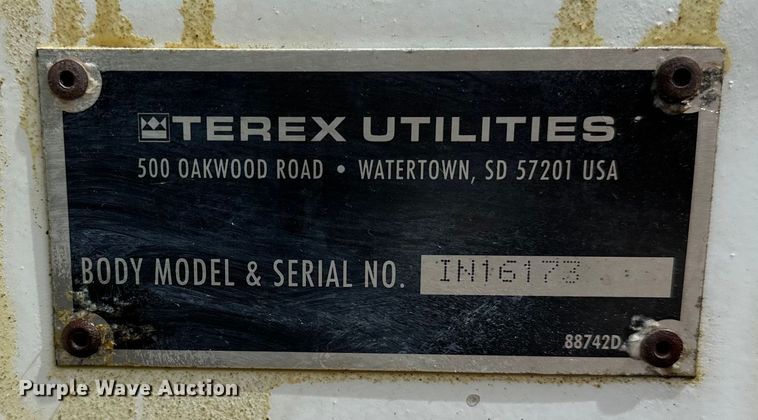 TEREX UTILITIES
500 OAKWOOD ROAD • WATERTOWN, SD 57201 USA
BODY MODEL & SERIAL NO. IN16173
88742D
Purple Wave Auction